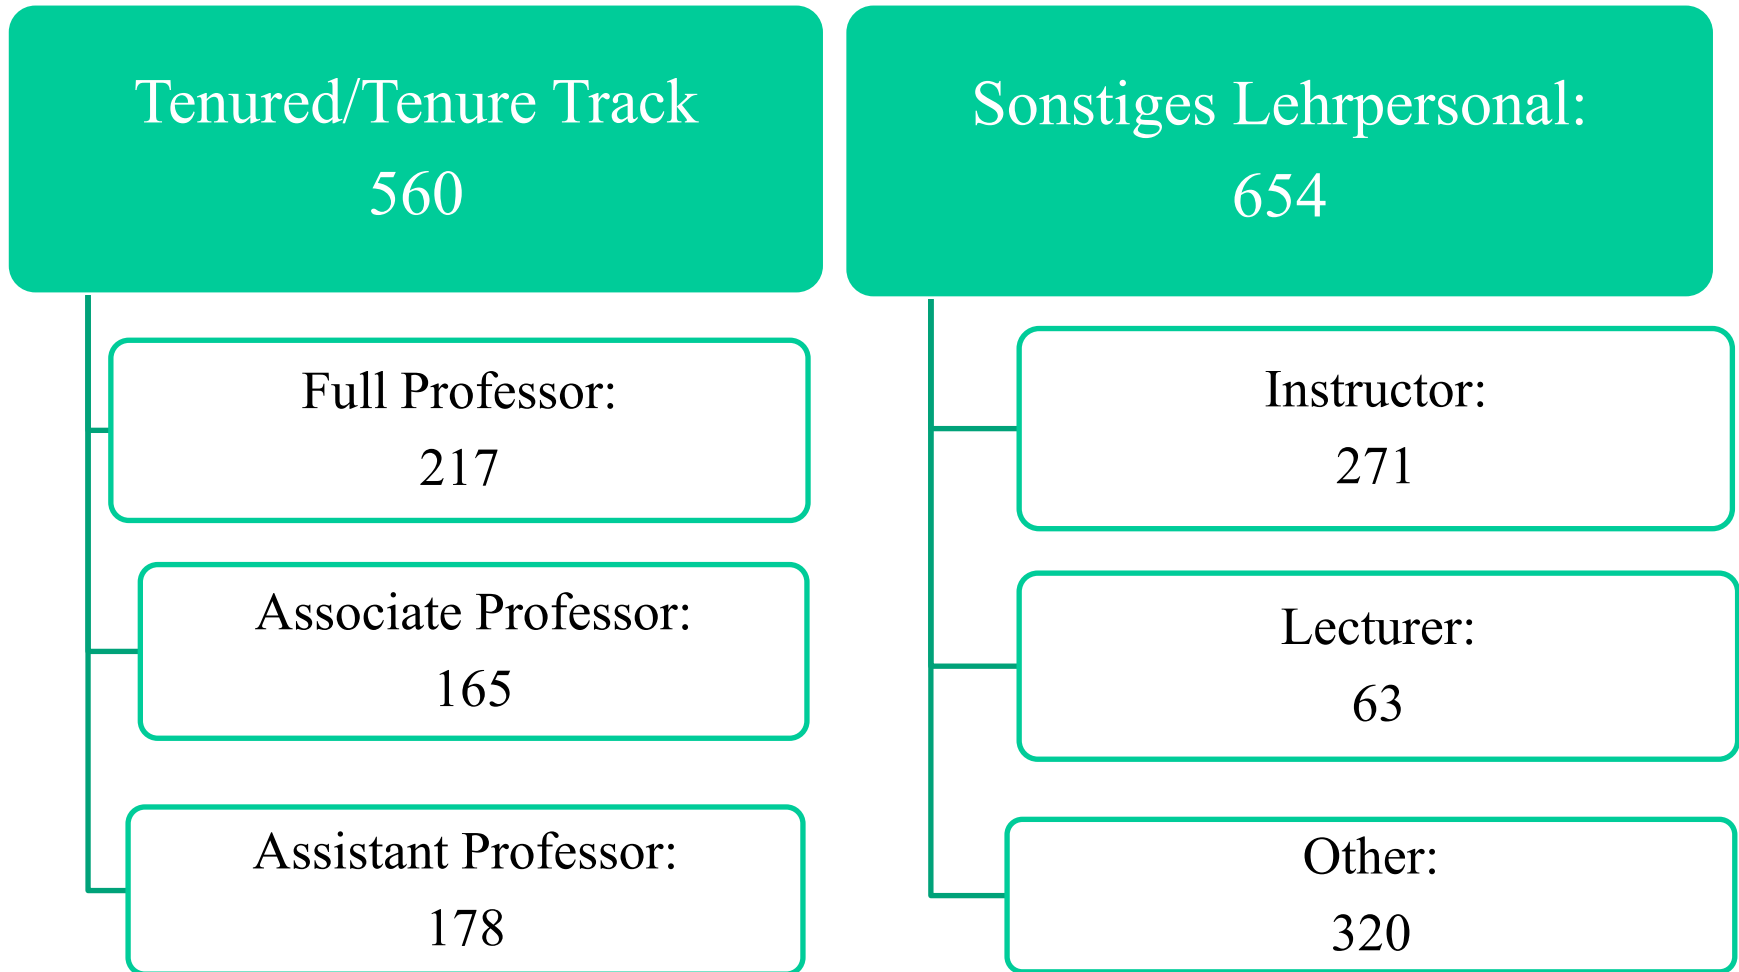 Tenured/Tenure Track
560
Full Professor:
217
Associate Professor:
165
Assistant Professor:
178
Sonstiges Lehrpersonal:
654
Instructor:
271
Lecturer:
63
Other:
320